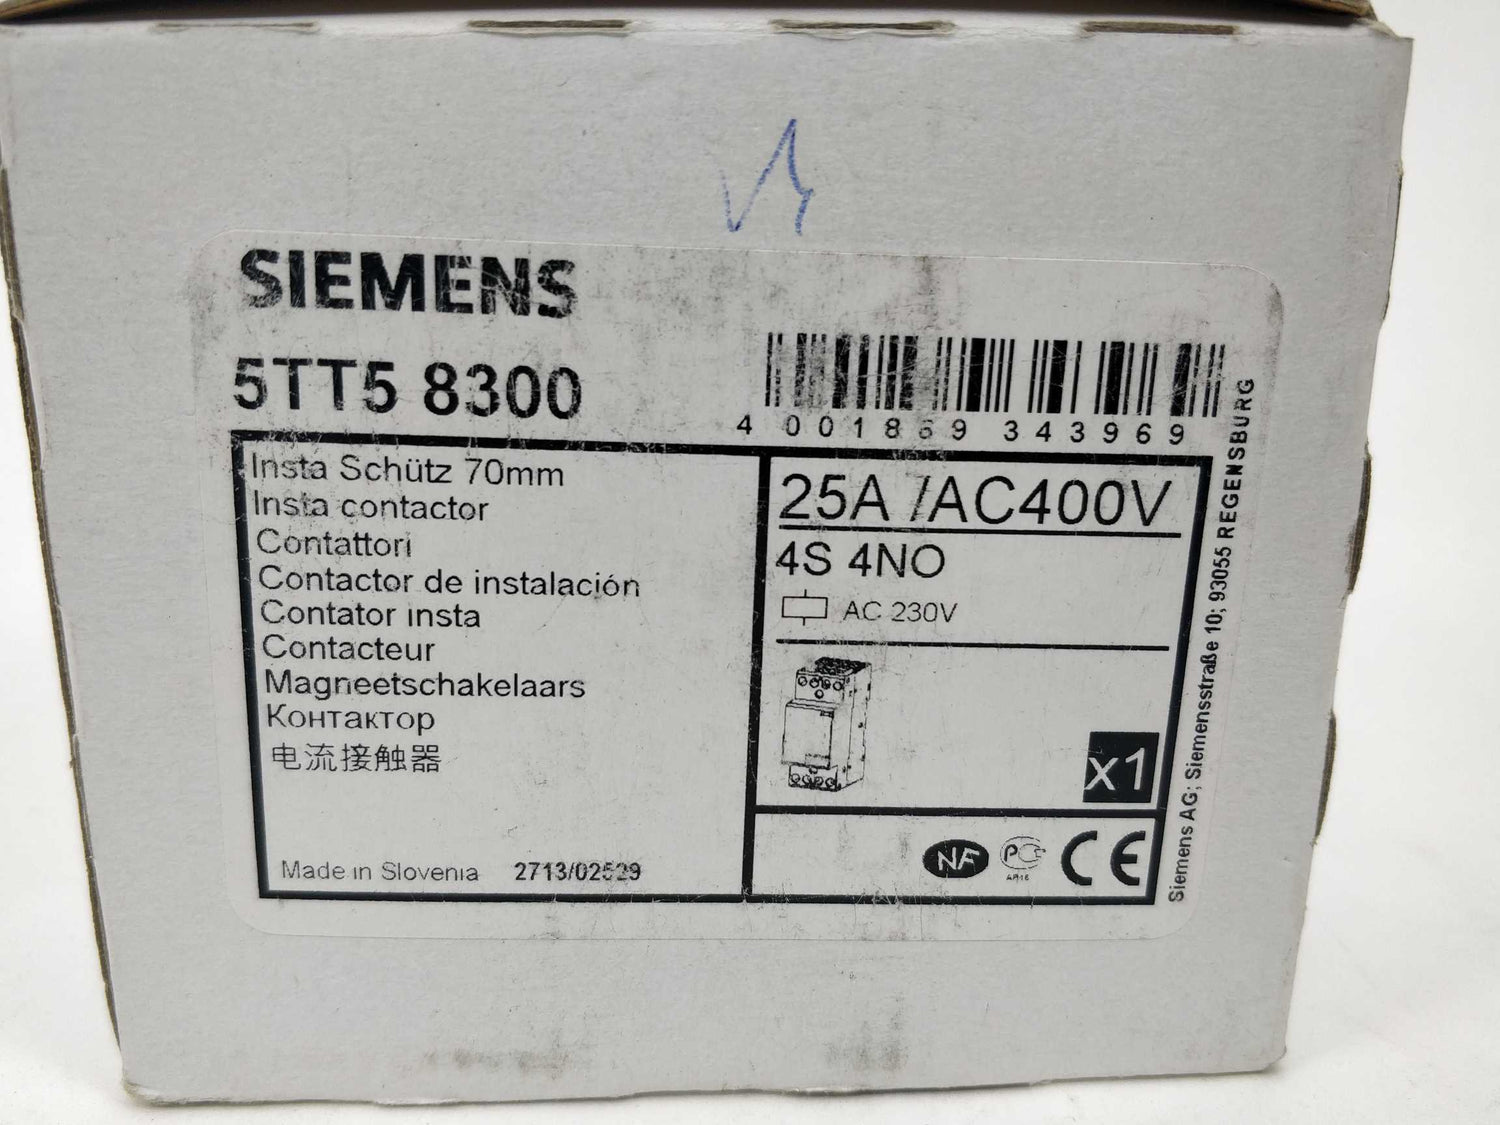 SIEMENS
5TT5 8300
4 001869 343969
Insta Schütz 70mm
Insta contactor
Contattori
Contactor de instalación
Contator insta
Contacteur
Magneetschakelaars
Контактор
电流接触器
Made in Slovenia 2713/02529
25A /AC400V
4S 4NO
AC 230V
x1
NF PC CE
Siemens AG; Siemensstraße 10; 93055 REGENSBURG